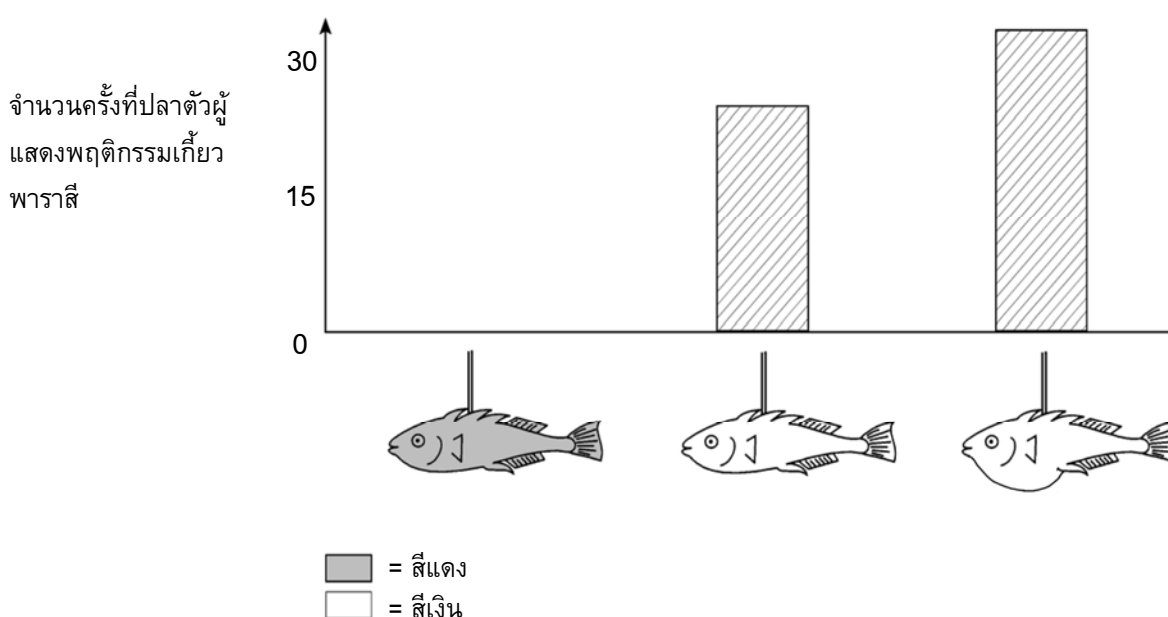 30
จำนวนครั้งที่ปลาตัวผู้
แสดงพฤติกรรมเกี้ยว
พาราสี
15
0
= สีแดง
= สีเงิน